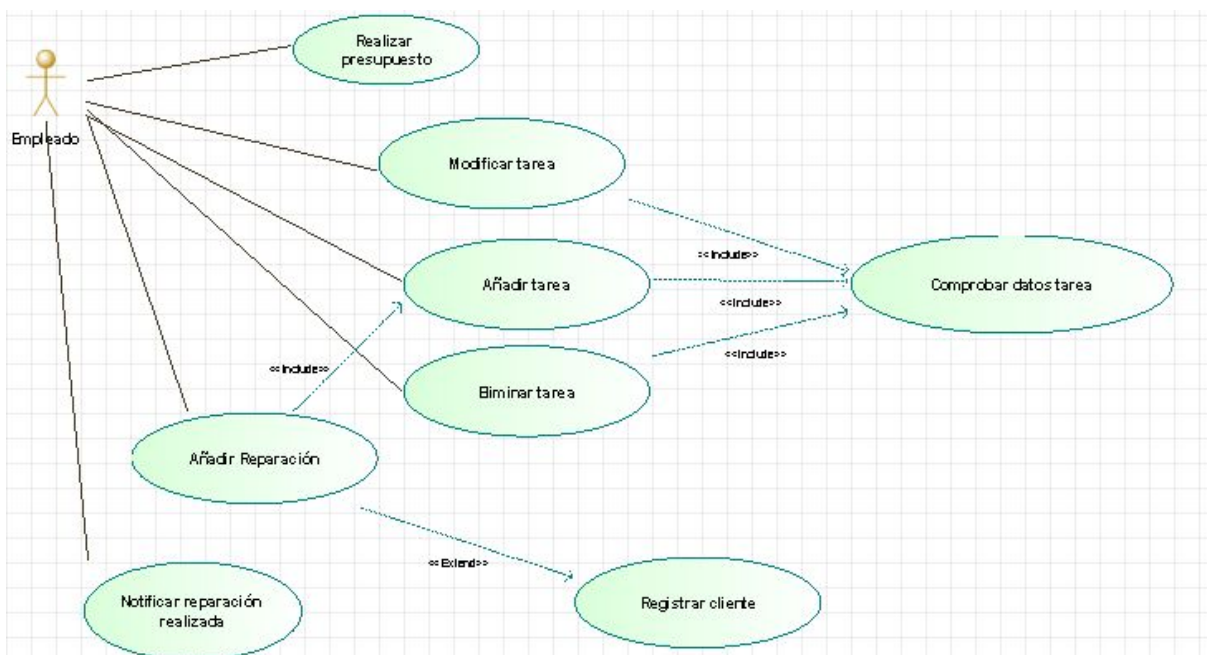 Realizar
presupuesto
Empleado
Modificar tarea
<<Include>>
Añadir tarea
Comprobar datos tarea
<<Include>>
<<Include>>
<<Include>>
Eliminar tarea
Añadir Reparación
<<Extend>>
Notificar reparación
realizada
Registrar cliente